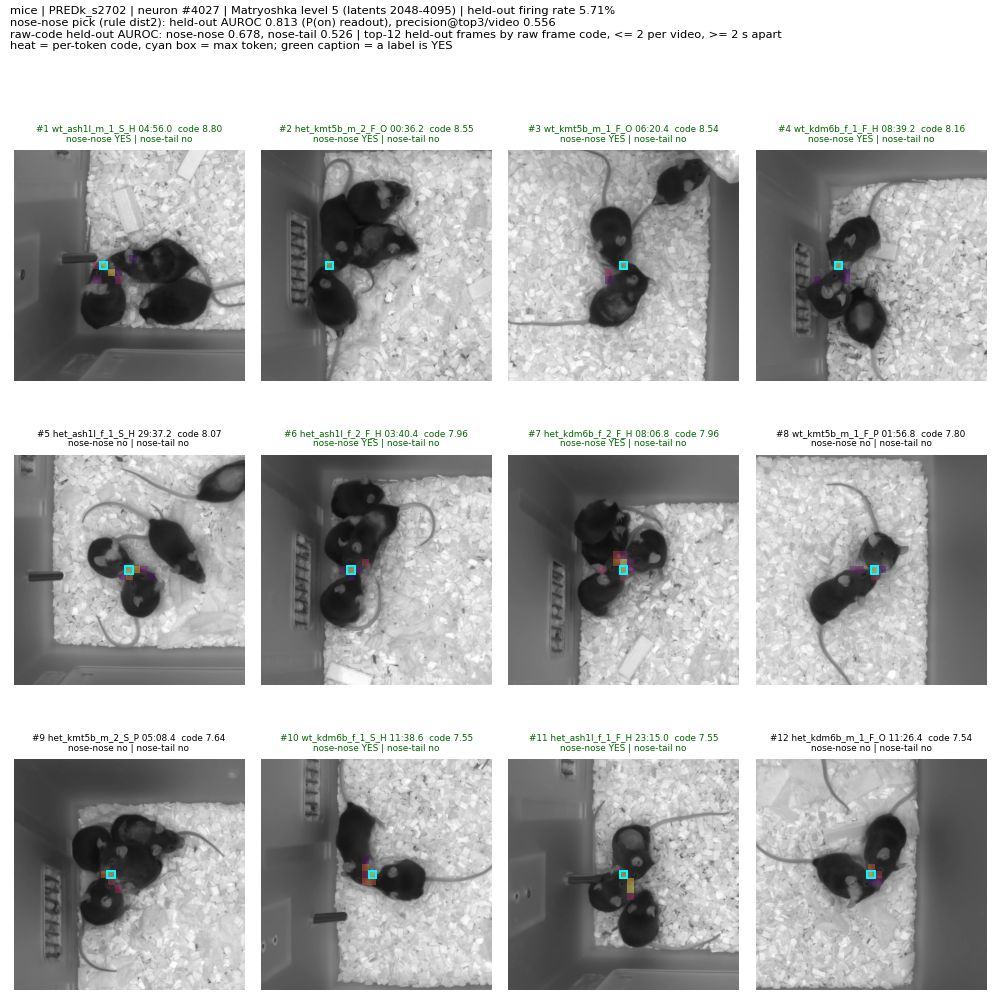 mice | PREDk_s2702 | neuron #4027 | Matryoshka level 5 (latents 2048-4095) | held-out firing rate 5.71%
nose-nose pick (rule dist2): held-out AUROC 0.813 (P(on) readout), precision@top3/video 0.556
raw-code held-out AUROC: nose-nose 0.678, nose-tail 0.526 | top-12 held-out frames by raw frame code, <= 2 per video, >= 2 s apart
heat = per-token code, cyan box = max token; green caption = a label is YES
#1 wt_ash1l_m_1_S_H 04:56.0 code 8.80
nose-nose YES | nose-tail no
#2 het_kmt5b_m_2_F_O 00:36.2 code 8.55
nose-nose YES | nose-tail no
#3 wt_kmt5b_m_1_F_O 06:20.4 code 8.54
nose-nose YES | nose-tail no
#4 wt_kdm6b_f_1_F_H 08:39.2 code 8.16
nose-nose YES | nose-tail no
#5 het_ash1l_f_1_S_H 29:37.2 code 8.07
nose-nose no | nose-tail no
#6 het_ash1l_f_2_F_H 03:40.4 code 7.96
nose-nose YES | nose-tail no
#7 het_kdm6b_f_2_F_H 08:06.8 code 7.96
nose-nose YES | nose-tail no
#8 wt_kmt5b_m_1_F_P 01:56.8 code 7.80
nose-nose no | nose-tail no
#9 het_kmt5b_m_2_S_P 05:08.4 code 7.64
nose-nose no | nose-tail no
#10 wt_kdm6b_f_1_S_H 11:38.6 code 7.55
nose-nose YES | nose-tail no
#11 het_ash1l_f_1_F_H 23:15.0 code 7.55
nose-nose YES | nose-tail no
#12 het_kdm6b_m_1_F_O 11:26.4 code 7.54
nose-nose no | nose-tail no